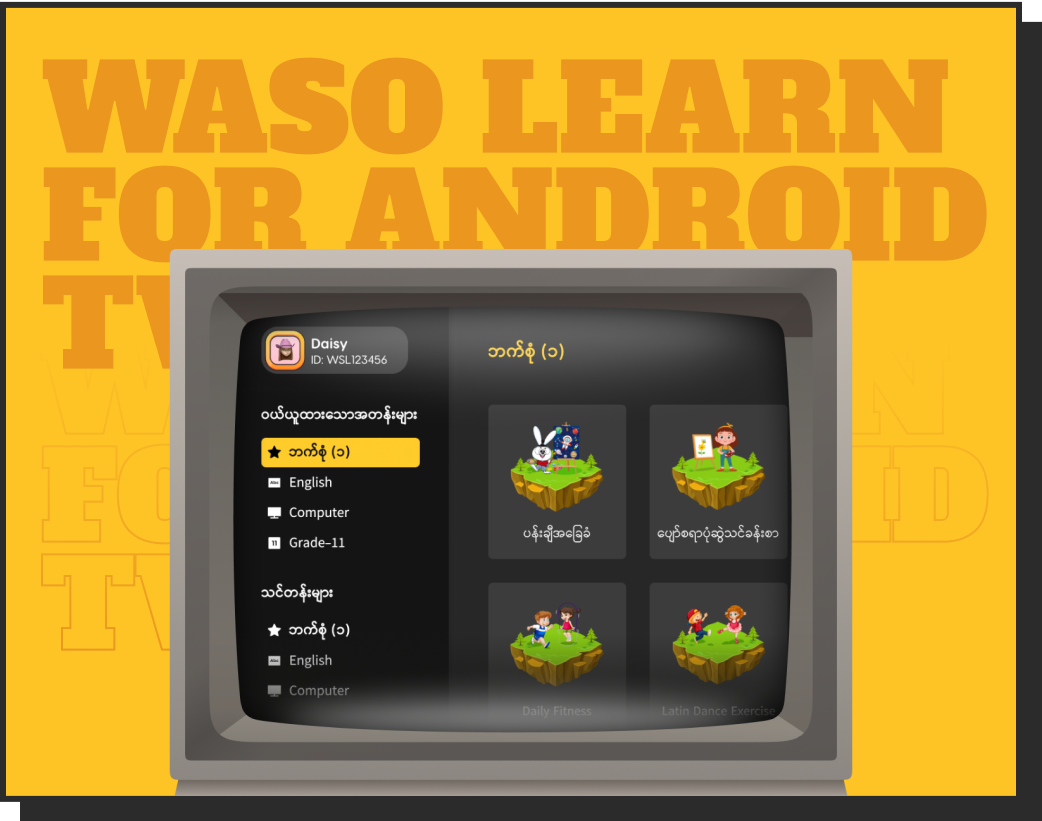 WASO LEARN
FOR ANDROID
TV
Daisy
ID: WSL123456
ဝယ်ယူထားသောအတန်းများ
ဘက်စုံ (၁)
English
Computer
Grade-11
သင်တန်းများ
ဘက်စုံ (၁)
English
Computer
ဘက်စုံ (၁)
ပန်းချီအခြေခံ
ပျော်စရာပုံဆွဲသင်ခန်းစာ
Daily Fitness
Latin Dance Exercise